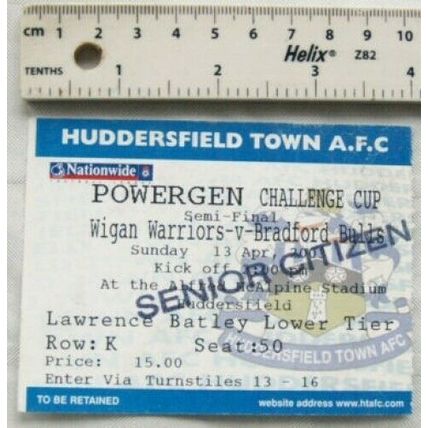 cm 1 2 3 4 5 6 7 8 9 10
Helix® Z82
TENTHS 1 2 3 4
HUDDERSFIELD TOWN A.F.C
Nationwide
POWERGEN CHALLENGE CUP
Semi-Final
Wigan Warriors-v-Bradford Bulls
Sunday 13 Apr
Kick off
SENIOR CITIZEN
At the Alfred McAlpine Stadium
Huddersfield
Lawrence Batley Lower Tier
Row:K Seat:50
Price: 15.00
Enter Via Turnstiles 13 - 16
HUDDERSFIELD TOWN AFC
TO BE RETAINED website address www.htafc.com